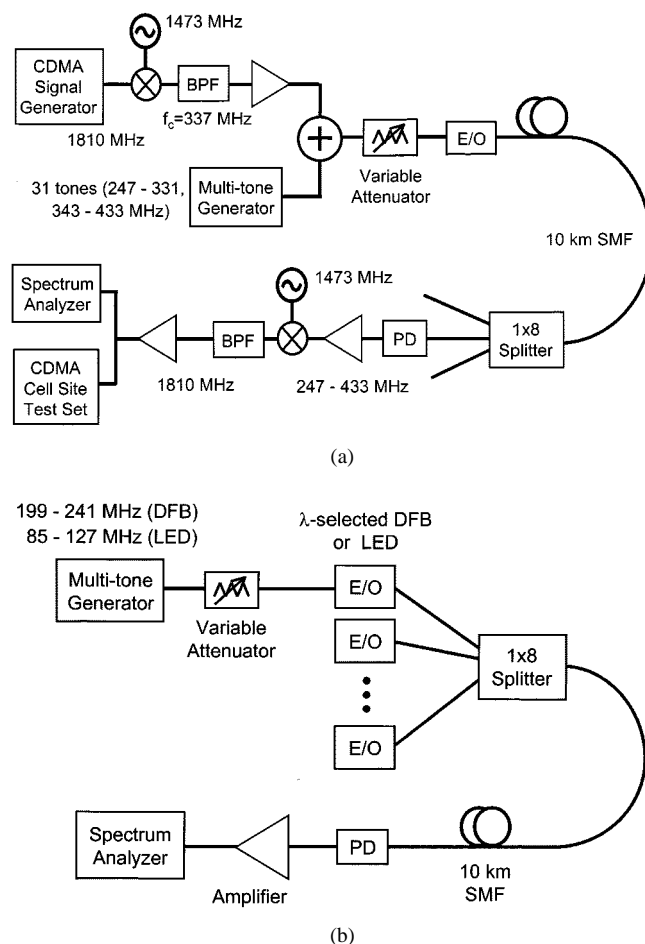 1473 MHz
CDMA
Signal
Generator
BPF
1810 MHz
fc=337 MHz
+
E/O
Variable
Attenuator
31 tones (247 - 331,
343 - 433 MHz)
Multi-tone
Generator
10 km SMF
1473 MHz
Spectrum
Analyzer
BPF
PD
1x8
Splitter
1810 MHz
247 - 433 MHz
CDMA
Cell Site
Test Set
(a)
199 - 241 MHz (DFB)
85 - 127 MHz (LED)
λ-selected DFB
or LED
Multi-tone
Generator
E/O
Variable
Attenuator
E/O
1x8
Splitter
E/O
Spectrum
Analyzer
PD
Amplifier
10 km
SMF
(b)